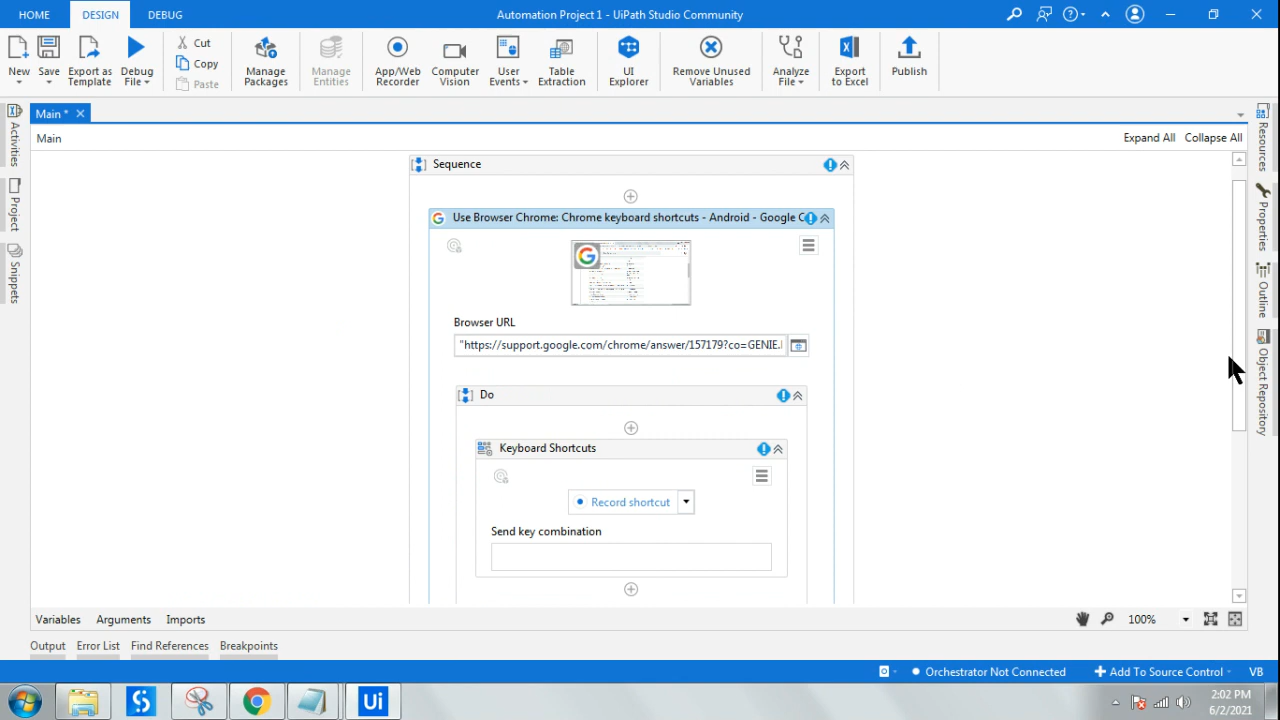 HOME DESIGN DEBUG Automation Project 1 - UiPath Studio Community
New Save Export as Template Debug File Cut Copy Paste Manage Packages Manage Entities App/Web Recorder Computer Vision User Events Table Extraction UI Explorer Remove Unused Variables Analyze File Export to Excel Publish
Main *
Main Expand All Collapse All
Activities
Project
Snippets
Resources
Properties
Outline
Object Repository
Sequence
Use Browser Chrome: Chrome keyboard shortcuts - Android - Google C
Browser URL
"https://support.google.com/chrome/answer/157179?co=GENIE.
Do
Keyboard Shortcuts
Record shortcut
Send key combination
Variables Arguments Imports 100%
Output Error List Find References Breakpoints
Orchestrator Not Connected Add To Source Control VB
Ui
2:02 PM
6/2/2021